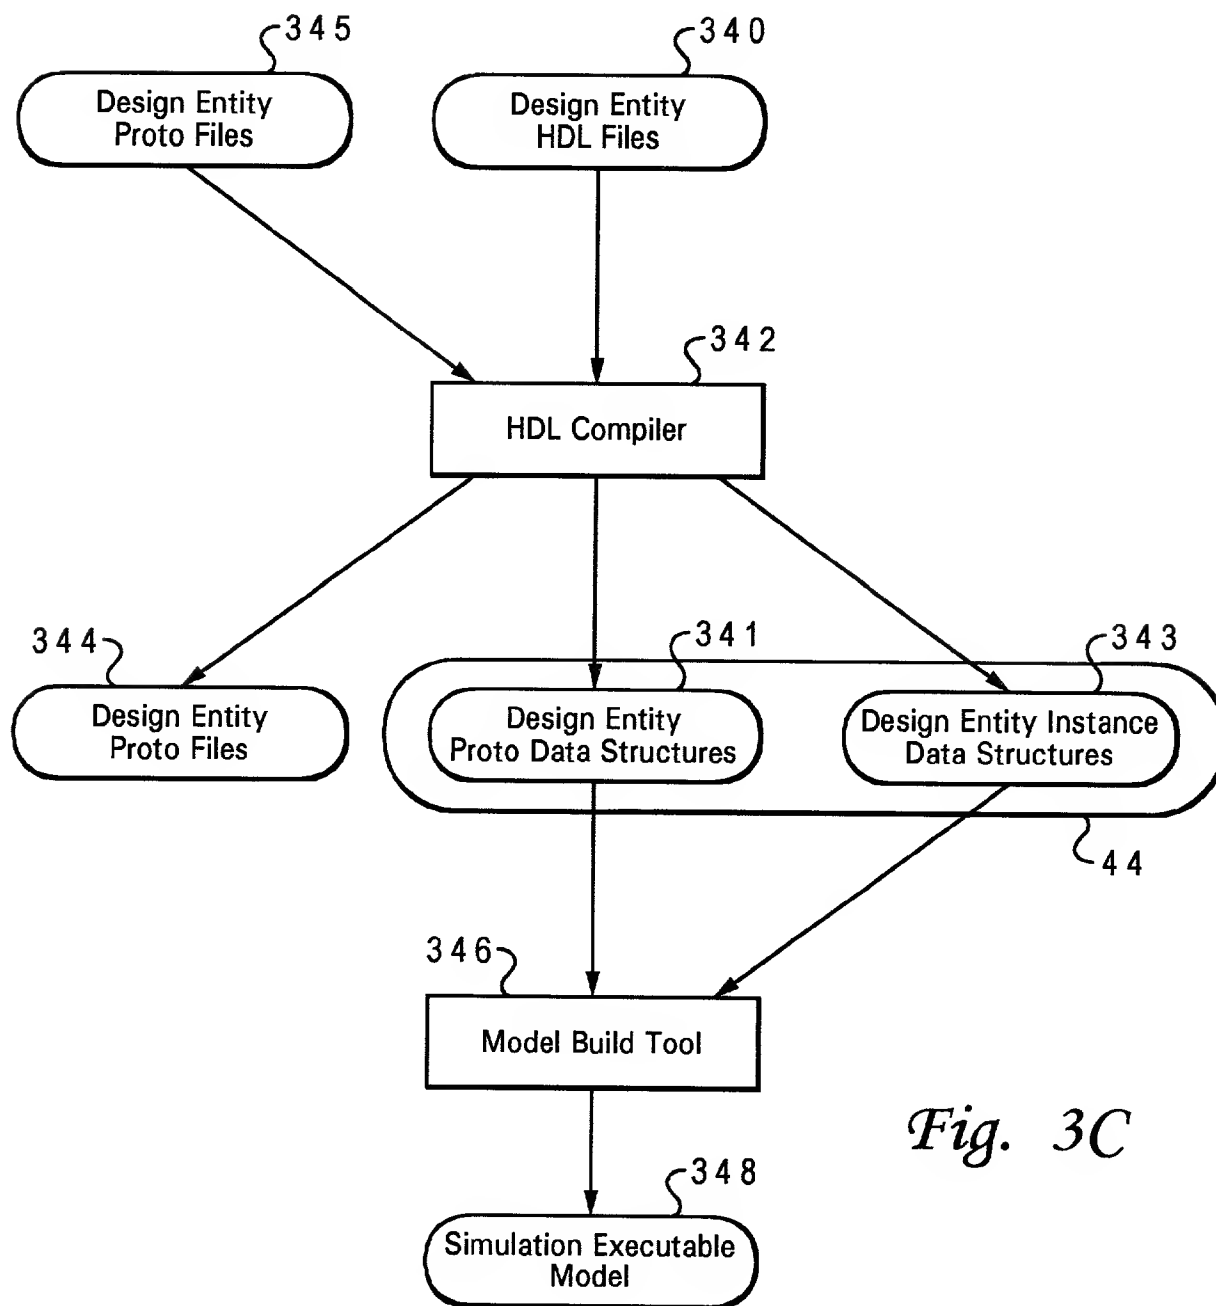 345
340
Design Entity
Proto Files
Design Entity
HDL Files
342
HDL Compiler
344
341
343
Design Entity
Proto Files
Design Entity
Proto Data Structures
Design Entity Instance
Data Structures
44
346
Model Build Tool
Fig. 3C
348
Simulation Executable
Model